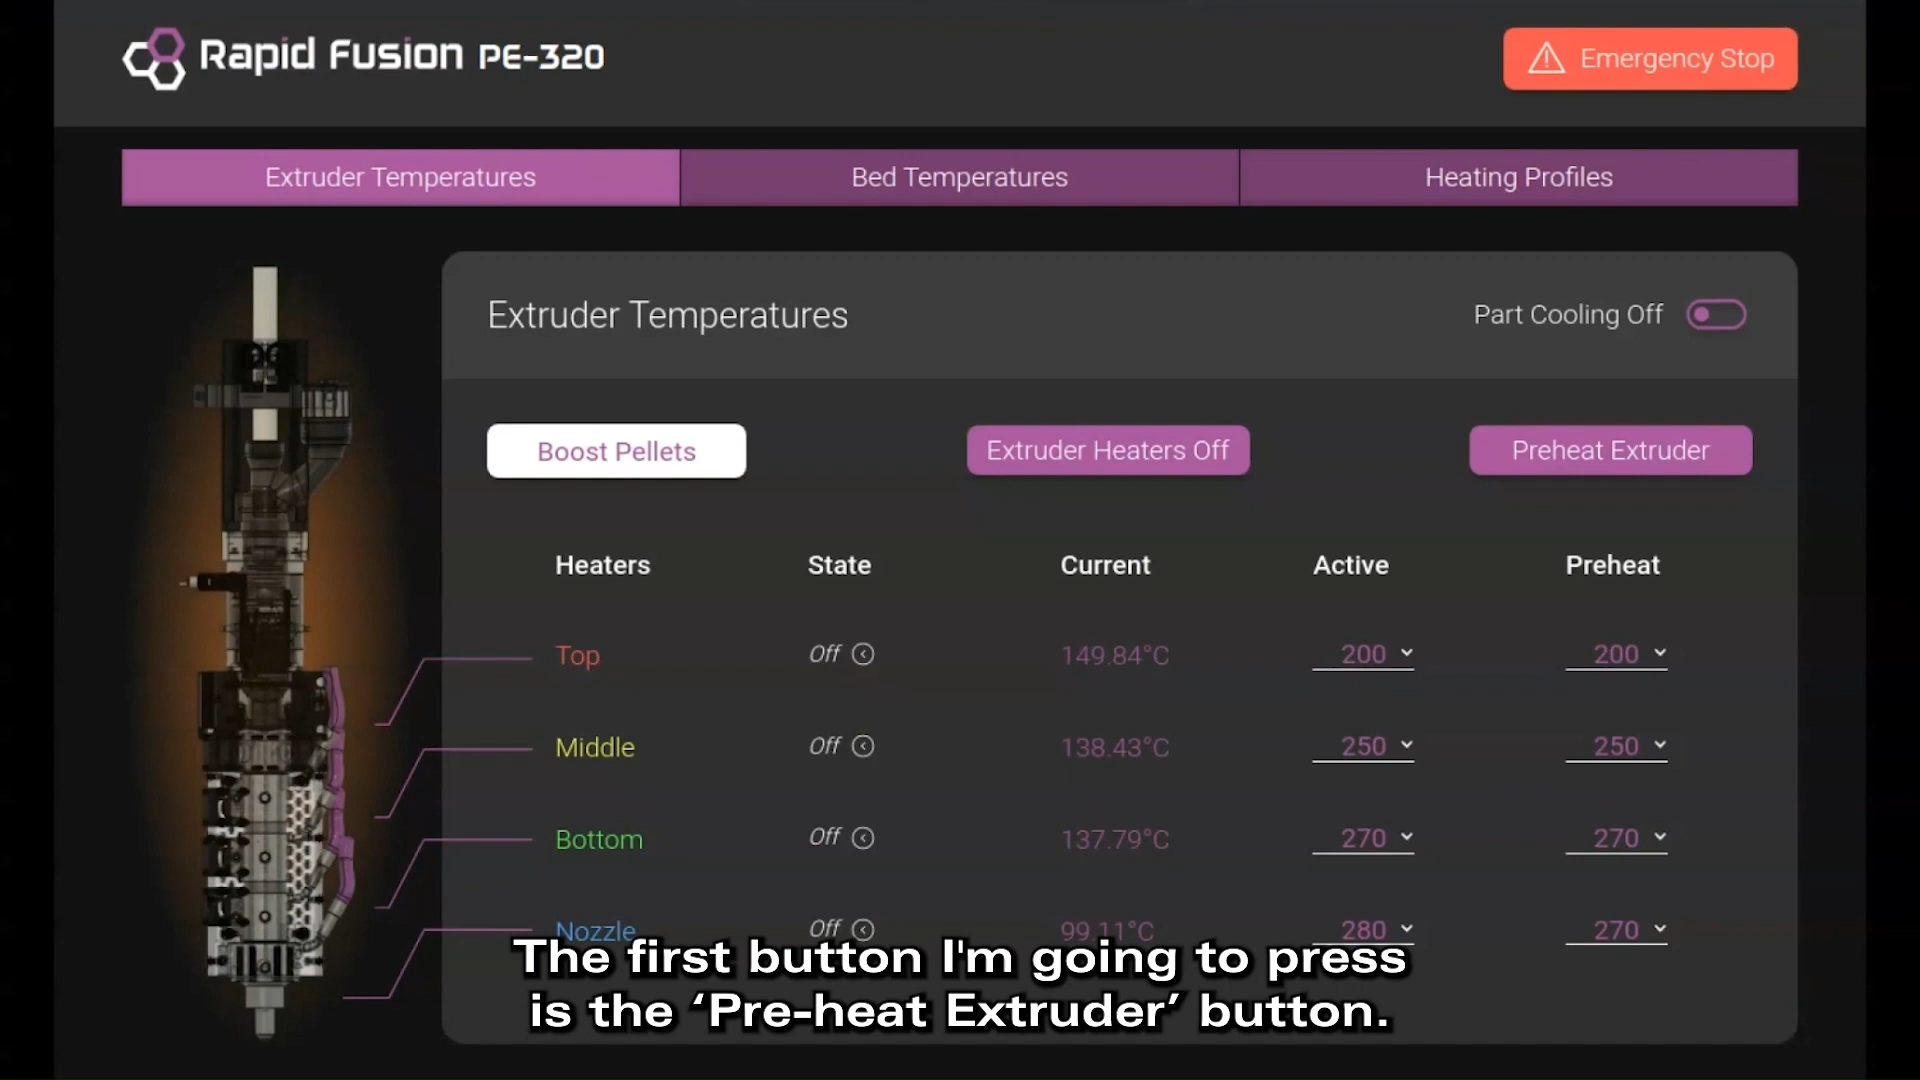 Rapid Fusion PE-320
Emergency Stop
Extruder Temperatures
Bed Temperatures
Heating Profiles
Extruder Temperatures
Part Cooling Off
Boost Pellets
Extruder Heaters Off
Preheat Extruder
Heaters State Current Active Preheat
Top Off 149.84°C 200 200
Middle Off 138.43°C 250 250
Bottom Off 137.79°C 270 270
Nozzle Off 99.11°C 280 270
The first button I'm going to press
is the ‘Pre-heat Extruder’ button.